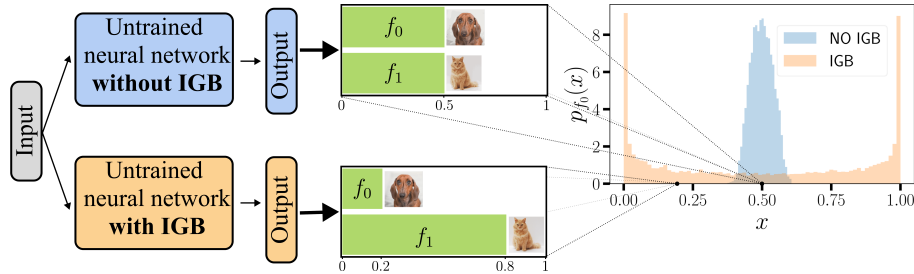 Input
Untrained
neural network
without IGB
Output
f₀
f₁
0
0.5
1
Untrained
neural network
with IGB
Output
f₀
f₁
0
0.2
0.8
1
NO IGB
IGB
p_{f₀}(x)
8
6
4
2
0
0.00
0.25
0.50
0.75
1.00
x